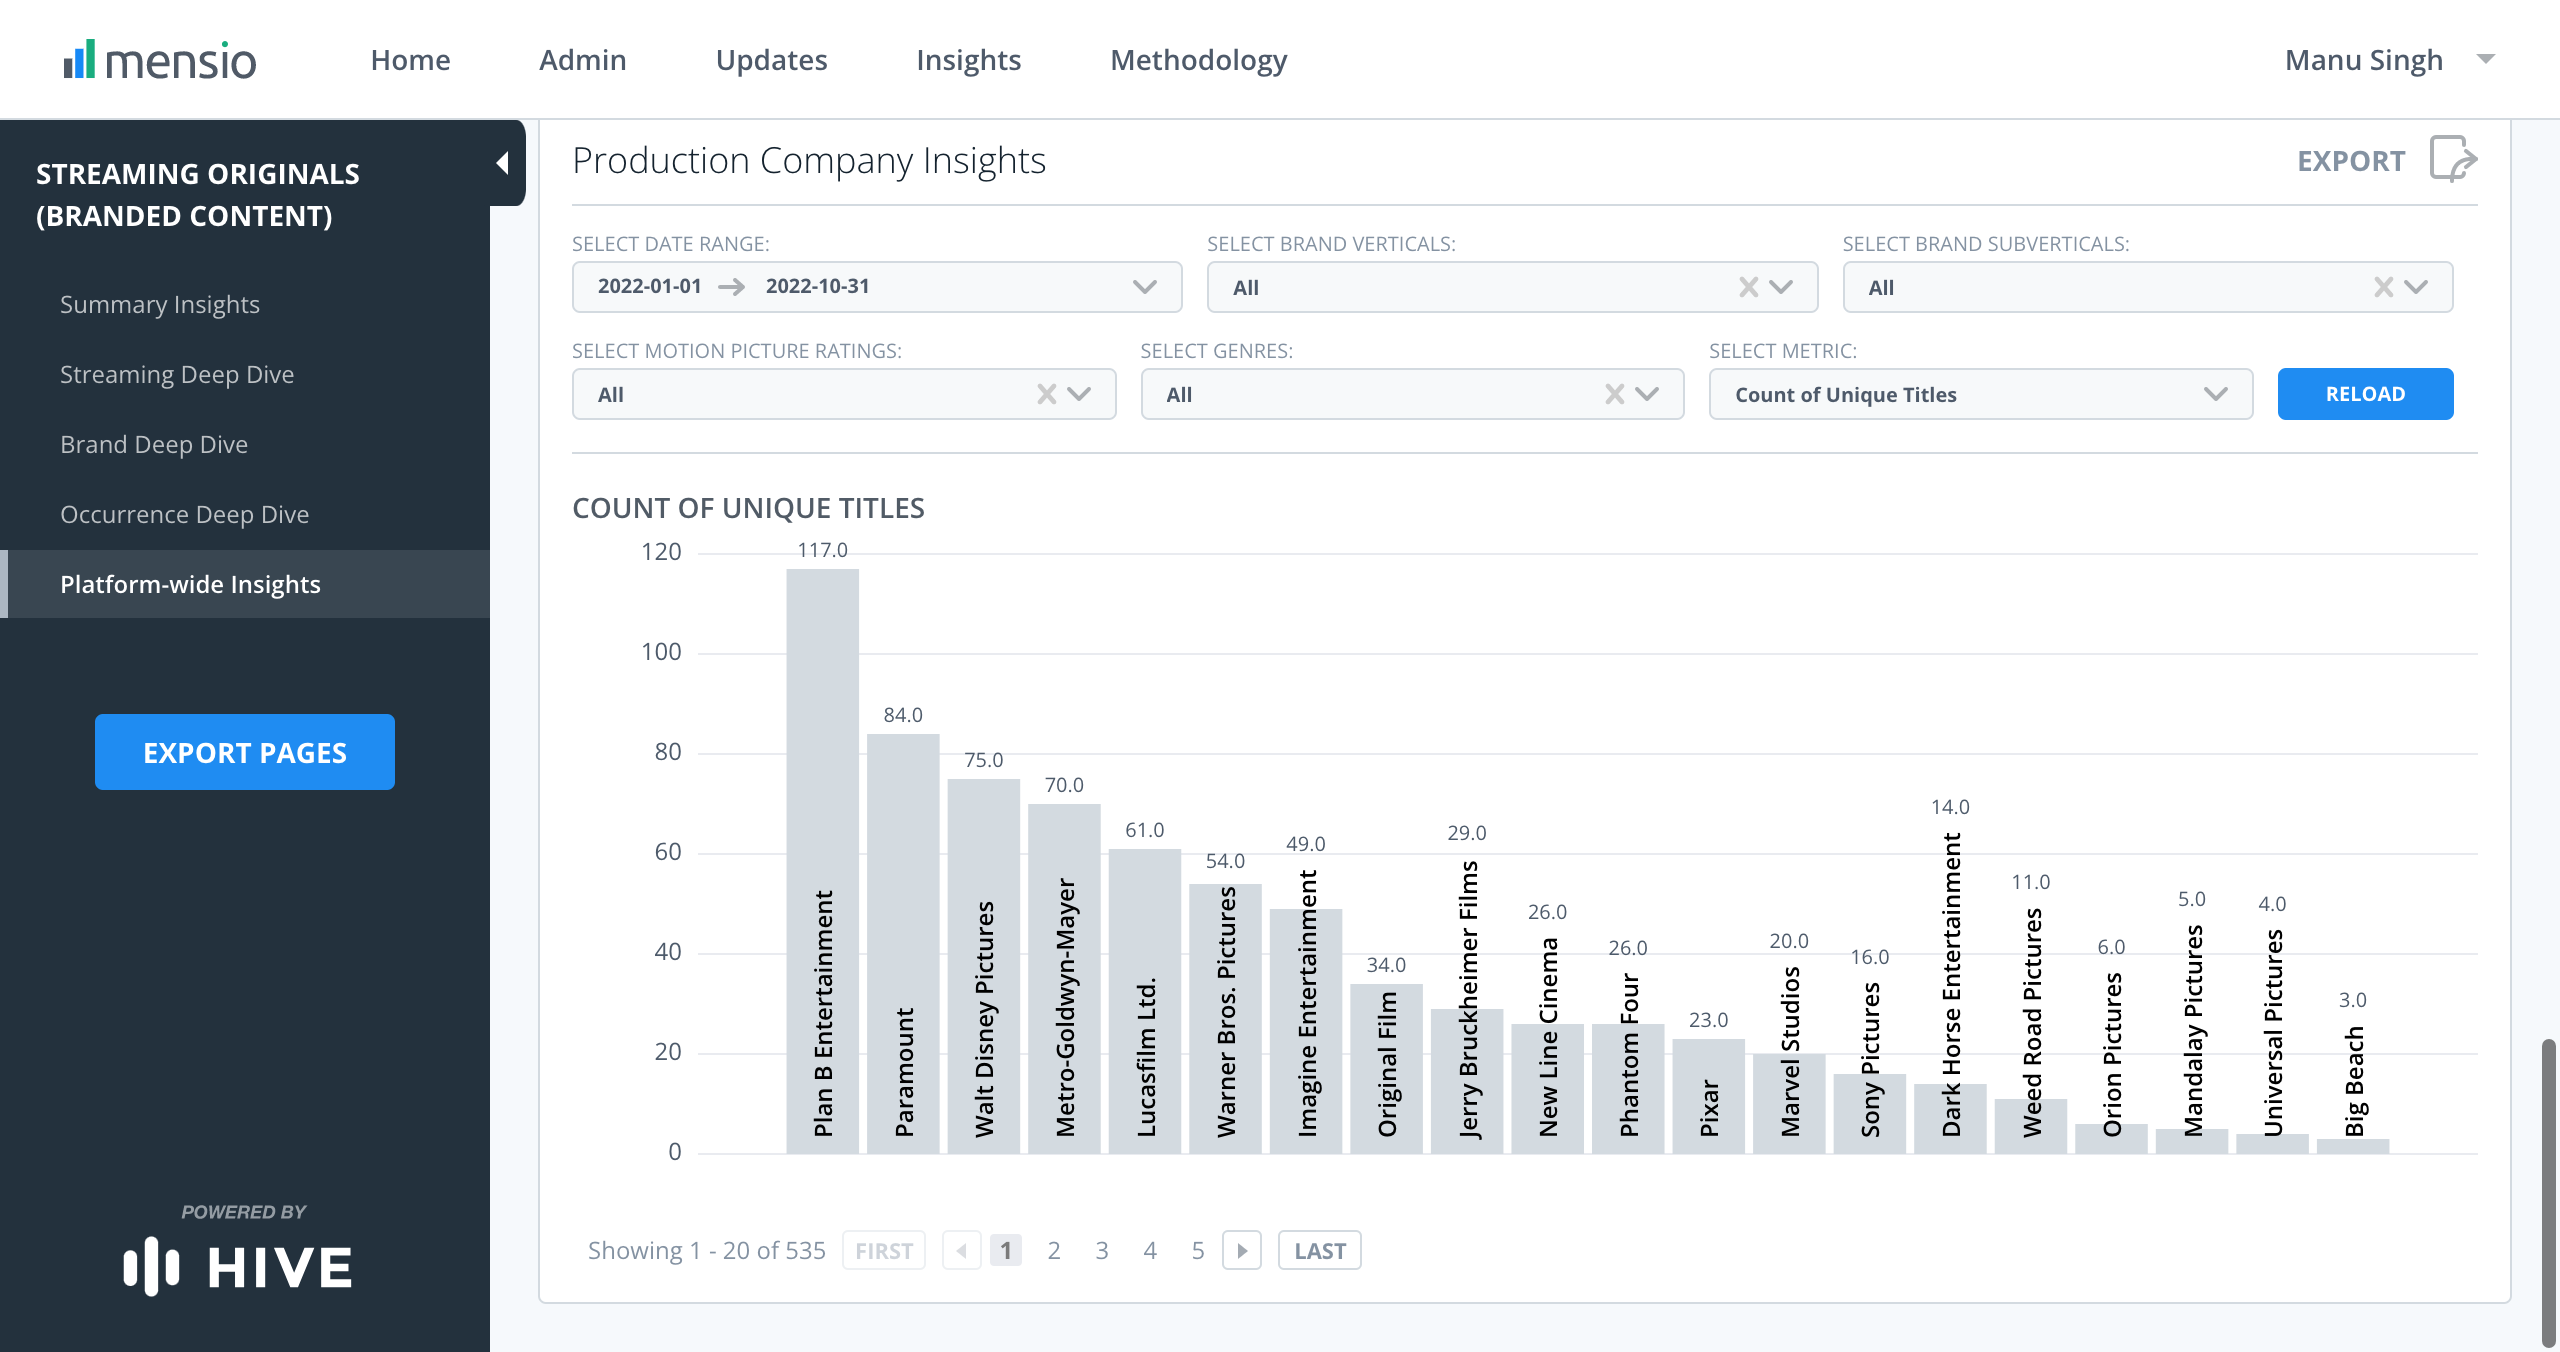 mensio
Home
Admin
Updates
Insights
Methodology
Manu Singh
STREAMING ORIGINALS
(BRANDED CONTENT)
Summary Insights
Streaming Deep Dive
Brand Deep Dive
Occurrence Deep Dive
Platform-wide Insights
EXPORT PAGES
POWERED BY
HIVE
Production Company Insights
EXPORT
SELECT DATE RANGE:
2022-01-01
2022-10-31
SELECT BRAND VERTICALS:
All
SELECT BRAND SUBVERTICALS:
All
SELECT MOTION PICTURE RATINGS:
All
SELECT GENRES:
All
SELECT METRIC:
Count of Unique Titles
RELOAD
COUNT OF UNIQUE TITLES
120
100
80
60
40
20
0
117.0
Plan B Entertainment
84.0
Paramount
75.0
Walt Disney Pictures
70.0
Metro-Goldwyn-Mayer
61.0
Lucasfilm Ltd.
54.0
Warner Bros. Pictures
49.0
Imagine Entertainment
34.0
Original Film
29.0
Jerry Bruckheimer Films
26.0
New Line Cinema
26.0
Phantom Four
23.0
Pixar
20.0
Marvel Studios
16.0
Sony Pictures
14.0
Dark Horse Entertainment
11.0
Weed Road Pictures
6.0
Orion Pictures
5.0
Mandalay Pictures
4.0
Universal Pictures
3.0
Big Beach
Showing 1 - 20 of 535
FIRST
1
2
3
4
5
LAST